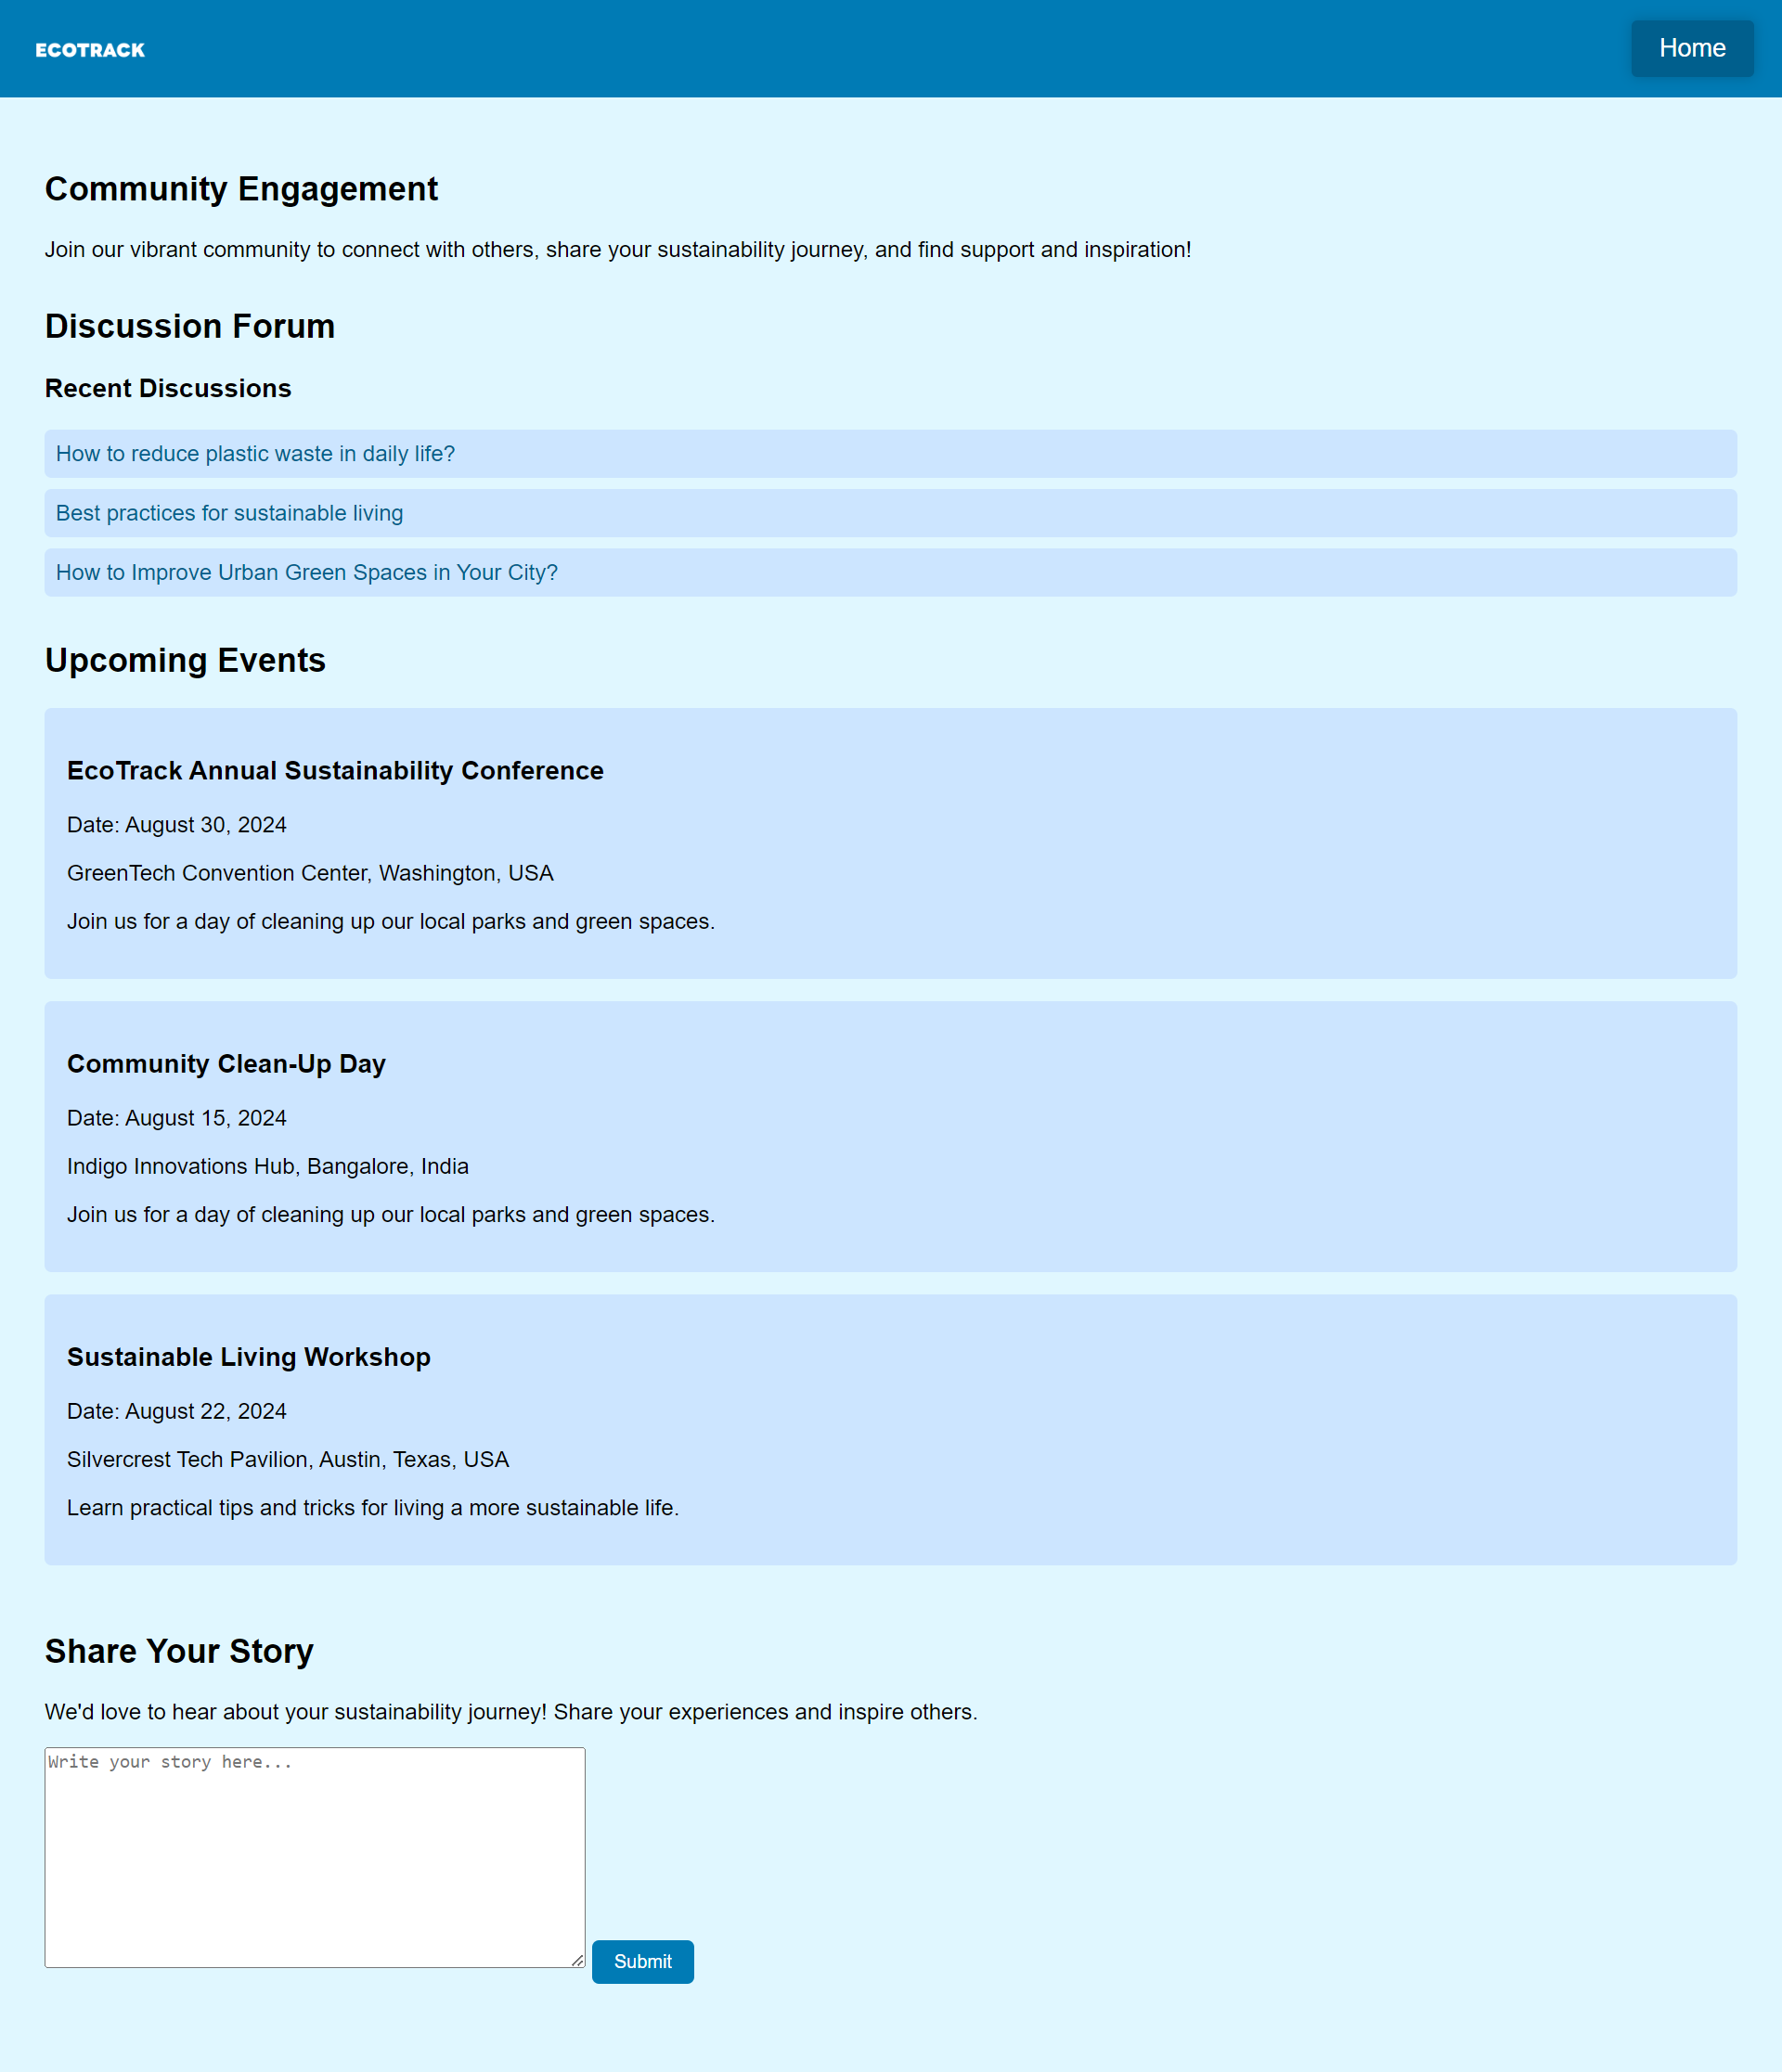 ECOTRACK
Home
Community Engagement
Join our vibrant community to connect with others, share your sustainability journey, and find support and inspiration!
Discussion Forum
Recent Discussions
How to reduce plastic waste in daily life?
Best practices for sustainable living
How to Improve Urban Green Spaces in Your City?
Upcoming Events
EcoTrack Annual Sustainability Conference
Date: August 30, 2024
GreenTech Convention Center, Washington, USA
Join us for a day of cleaning up our local parks and green spaces.
Community Clean-Up Day
Date: August 15, 2024
Indigo Innovations Hub, Bangalore, India
Join us for a day of cleaning up our local parks and green spaces.
Sustainable Living Workshop
Date: August 22, 2024
Silvercrest Tech Pavilion, Austin, Texas, USA
Learn practical tips and tricks for living a more sustainable life.
Share Your Story
We'd love to hear about your sustainability journey! Share your experiences and inspire others.
Write your story here...
Submit